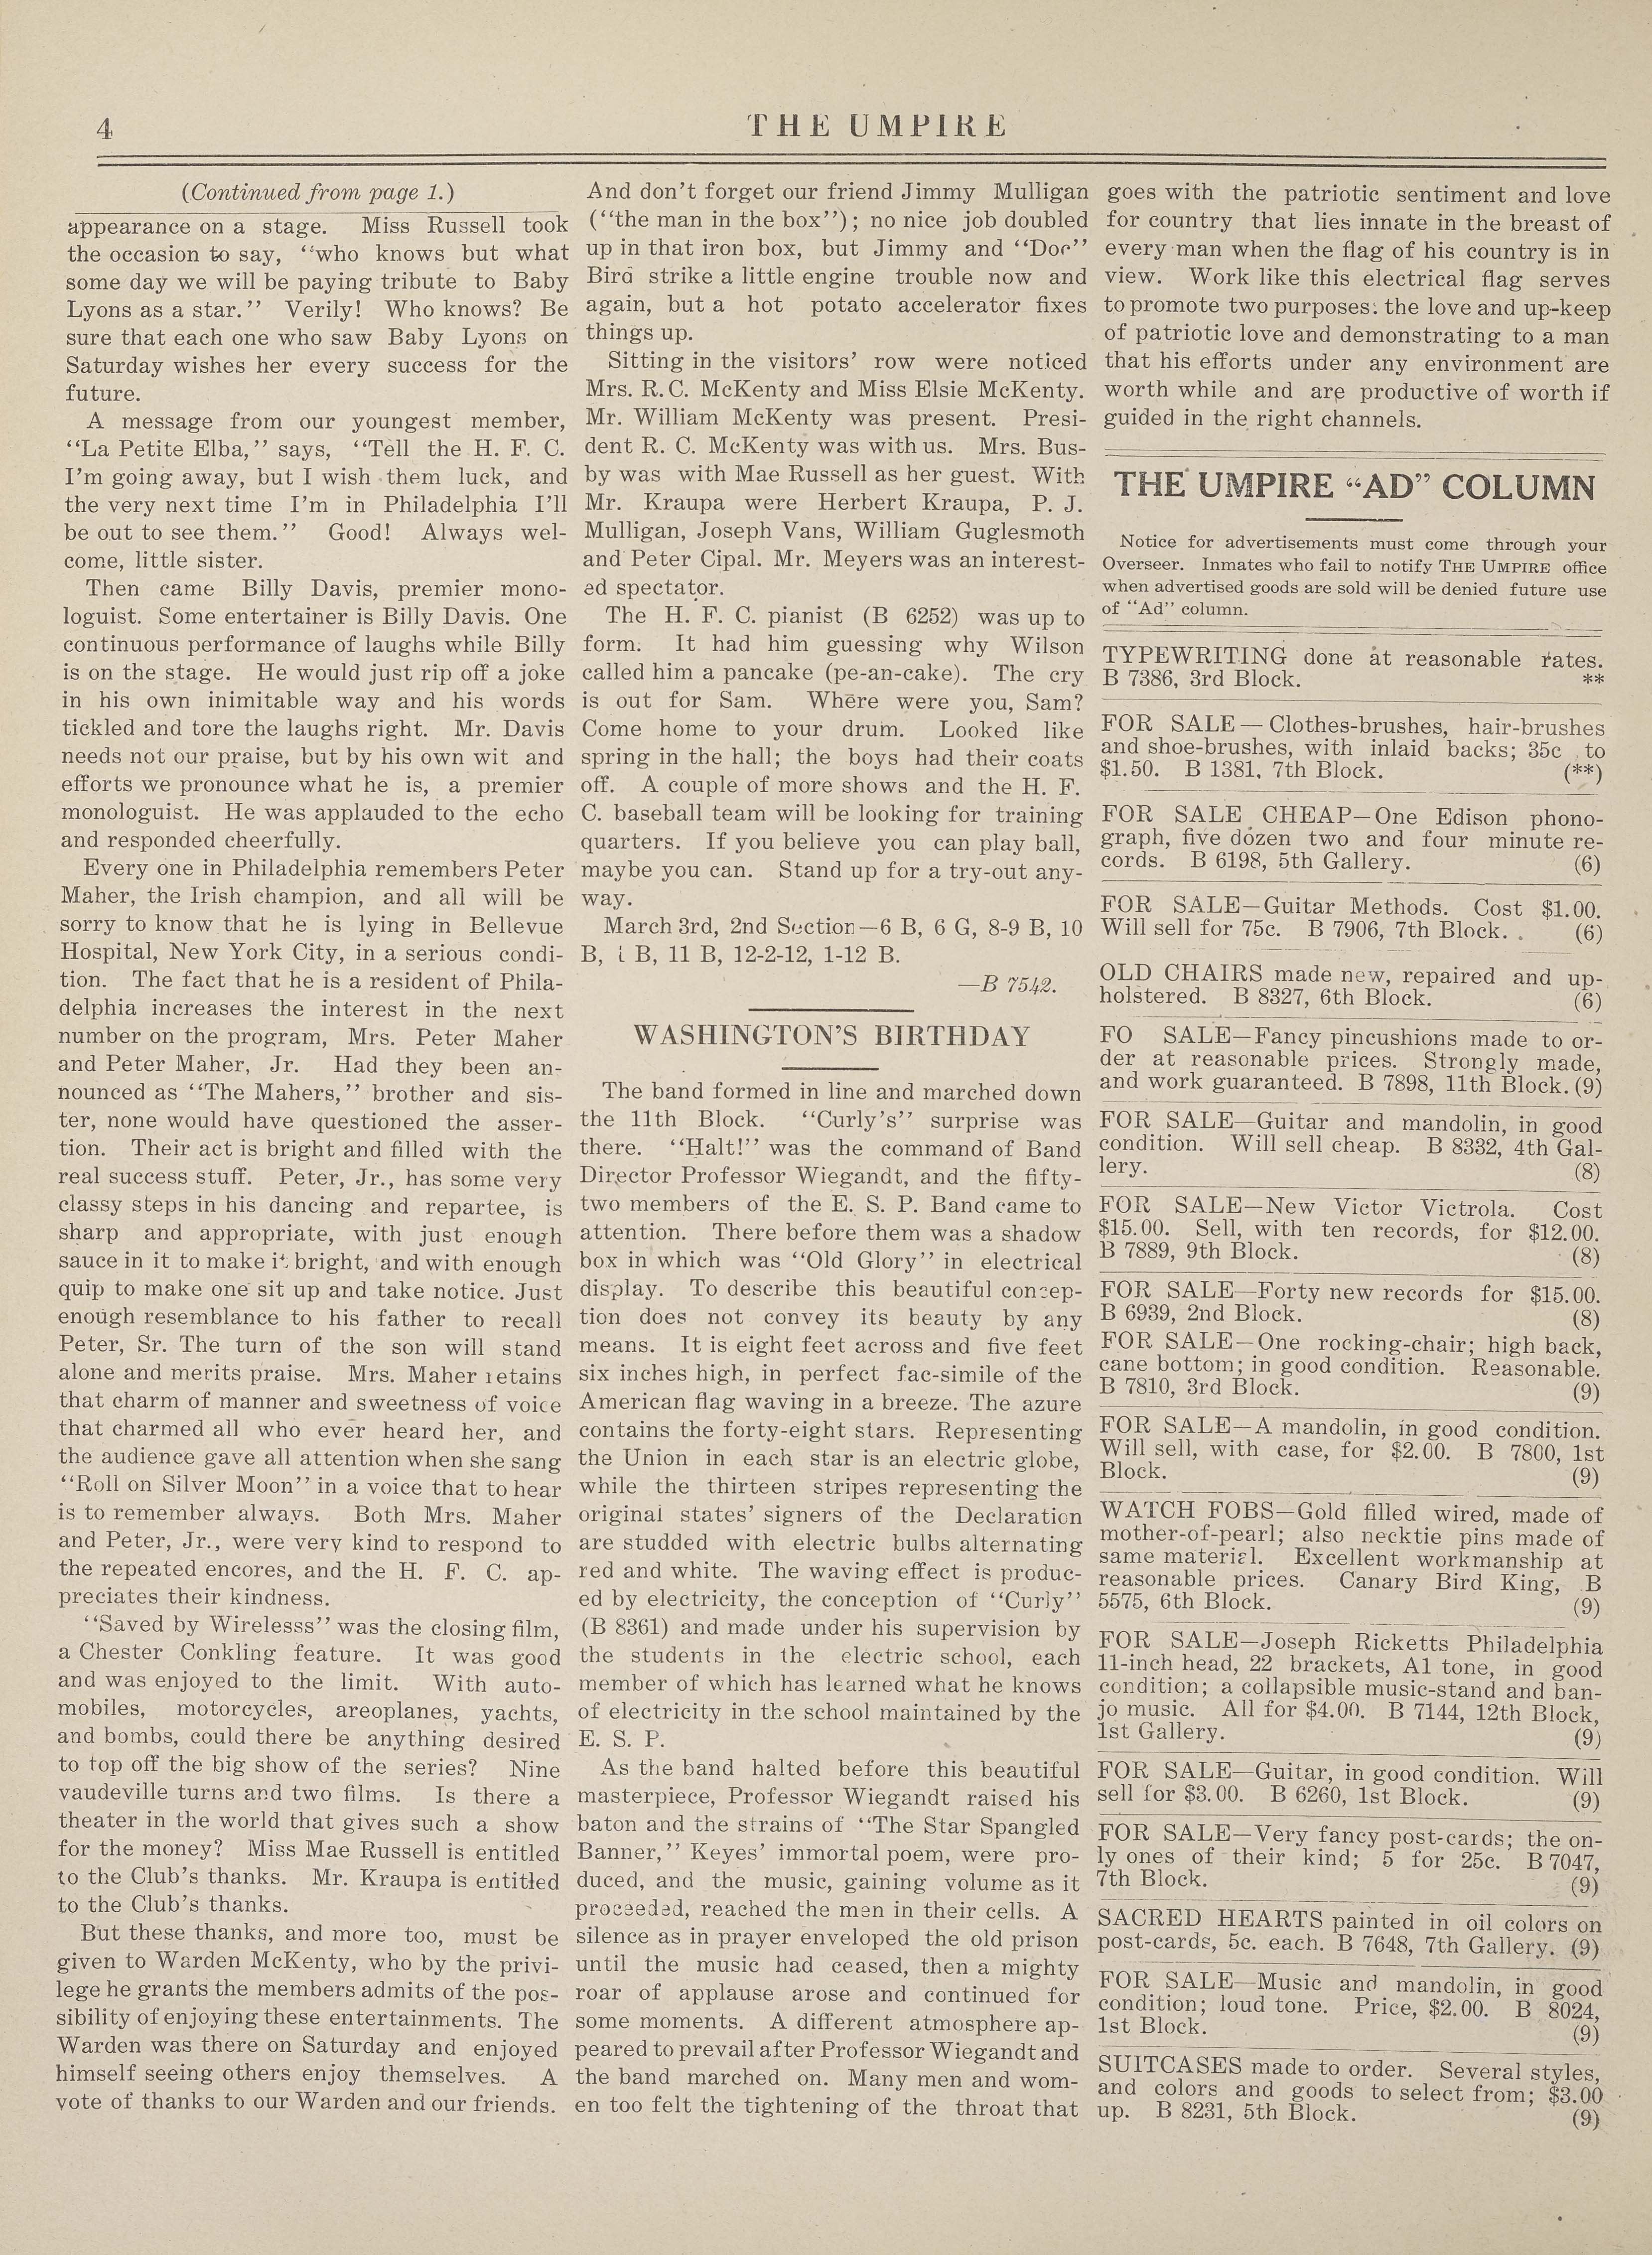 4
THE UMPIRE
(Continued from page 1.)
appearance on a stage. Miss Russell took
the occasion to say, “who knows but what
some day we will be paying tribute to Baby
Lyons as a star.” Verily! Who knows? Be
sure that each one who saw Baby Lyons on
Saturday wishes her every success for the
future.
A message from our youngest member,
“La Petite Elba,” says, “Tell the H. F. C.
I'm going away, but I wish them luck, and
the very next time I'm in Philadelphia I'll
be out to see them.” Good! Always wel-
come, little sister.
Then came Billy Davis, premier mono-
loguist. Some entertainer is Billy Davis. One
continuous performance of laughs while Billy
is on the stage. He would just rip off a joke
in his own inimitable way and his words
tickled and tore the laughs right. Mr. Davis
needs not our praise, but by his own wit and
efforts we pronounce what he is, a premier
monologuist. He was applauded to the echo
and responded cheerfully.
Every one in Philadelphia remembers Peter
Maher, the Irish champion, and all will be
sorry to know that he is lying in Bellevue
Hospital, New York City, in a serious condi-
tion. The fact that he is a resident of Phila-
delphia increases the interest in the next
number on the program, Mrs. Peter Maher
and Peter Maher, Jr. Had they been an-
nounced as “The Mahers,” brother and sis-
ter, none would have questioned the asser-
tion. Their act is bright and filled with the
real success stuff. Peter, Jr., has some very
classy steps in his dancing and repartee, is
sharp and appropriate, with just enough
sauce in it to make it bright, and with enough
quip to make one sit up and take notice. Just
enough resemblance to his father to recall
Peter, Sr. The turn of the son will stand
alone and merits praise. Mrs. Maher retains
that charm of manner and sweetness of voice
that charmed all who ever heard her, and
the audience gave all attention when she sang
“Roll on Silver Moon” in a voice that to hear
is to remember always. Both Mrs. Maher
and Peter, Jr., were very kind to respond to
the repeated encores, and the H. F. C. ap-
preciates their kindness.
“Saved by Wirelesss” was the closing film,
a Chester Conkling feature. It was good
and was enjoyed to the limit. With auto-
mobiles, motorcycles, areoplanes, yachts,
and bombs, could there be anything desired
to top off the big show of the series? Nine
vaudeville turns and two films. Is there a
theater in the world that gives such a show
for the money? Miss Mae Russell is entitled
to the Club's thanks. Mr. Kraupa is entitled
to the Club's thanks.
But these thanks, and more too, must be
given to Warden McKenty, who by the privi-
lege he grants the members admits of the pos-
sibility of enjoying these entertainments. The
Warden was there on Saturday and enjoyed
himself seeing others enjoy themselves. A
vote of thanks to our Warden and our friends.
And don't forget our friend Jimmy Mulligan
(“the man in the box”); no nice job doubled
up in that iron box, but Jimmy and “Doc”
Bird strike a little engine trouble now and
again, but a hot potato accelerator fixes
things up.
Sitting in the visitors' row were noticed
Mrs. R. C. McKenty and Miss Elsie McKenty.
Mr. William McKenty was present. Presi-
dent R. C. McKenty was with us. Mrs. Bus-
by was with Mae Russell as her guest. With
Mr. Kraupa were Herbert Kraupa, P. J.
Mulligan, Joseph Vans, William Guglesmoth
and Peter Cipal. Mr. Meyers was an interest-
ed spectator.
The H. F. C. pianist (B 6252) was up to
form. It had him guessing why Wilson
called him a pancake (pe-an-cake). The cry
is out for Sam. Where were you, Sam?
Come home to your drum. Looked like
spring in the hall; the boys had their coats
off. A couple of more shows and the H. F.
C. baseball team will be looking for training
quarters. If you believe you can play ball,
maybe you can. Stand up for a try-out any-
way.
March 3rd, 2nd Section—6 B, 6 G, 8-9 B, 10
B, i B, 11 B, 12-2-12, 1-12 B.
—B 7542.
WASHINGTON'S BIRTHDAY
The band formed in line and marched down
the 11th Block. “Curly's” surprise was
there. “Halt!” was the command of Band
Director Professor Wiegandt, and the fifty-
two members of the E. S. P. Band came to
attention. There before them was a shadow
box in which was “Old Glory” in electrical
display. To describe this beautiful concep-
tion does not convey its beauty by any
means. It is eight feet across and five feet
six inches high, in perfect fac-simile of the
American flag waving in a breeze. The azure
contains the forty-eight stars. Representing
the Union in each star is an electric globe,
while the thirteen stripes representing the
original states' signers of the Declaration
are studded with electric bulbs alternating
red and white. The waving effect is produc-
ed by electricity, the conception of “Curly”
(B 8361) and made under his supervision by
the students in the electric school, each
member of which has learned what he knows
of electricity in the school maintained by the
E. S. P.
As the band halted before this beautiful
masterpiece, Professor Wiegandt raised his
baton and the strains of “The Star Spangled
Banner,” Keyes' immortal poem, were pro-
duced, and the music, gaining volume as it
proceeded, reached the men in their cells. A
silence as in prayer enveloped the old prison
until the music had ceased, then a mighty
roar of applause arose and continued for
some moments. A different atmosphere ap-
peared to prevail after Professor Wiegandt and
the band marched on. Many men and wom-
en too felt the tightening of the throat that
goes with the patriotic sentiment and love
for country that lies innate in the breast of
every man when the flag of his country is in
view. Work like this electrical flag serves
to promote two purposes: the love and up-keep
of patriotic love and demonstrating to a man
that his efforts under any environment are
worth while and are productive of worth if
guided in the right channels.
THE UMPIRE “AD” COLUMN
Notice for advertisements must come through your
Overseer. Inmates who fail to notify THE UMPIRE office
when advertised goods are sold will be denied future use
of “Ad” column.
TYPEWRITING done at reasonable rates.
B 7386, 3rd Block. **
FOR SALE—Clothes-brushes, hair-brushes
and shoe-brushes, with inlaid backs; 35c to
$1.50. B 1381, 7th Block. (**)
FOR SALE CHEAP—One Edison phono-
graph, five dozen two and four minute re-
cords. B 6198, 5th Gallery. (6)
FOR SALE—Guitar Methods. Cost $1.00.
Will sell for 75c. B 7906, 7th Block. (6)
OLD CHAIRS made new, repaired and up-
holstered. B 8327, 6th Block. (6)
FO SALE—Fancy pincushions made to or-
der at reasonable prices. Strongly made,
and work guaranteed. B 7898, 11th Block. (9)
FOR SALE—Guitar and mandolin, in good
condition. Will sell cheap. B 8332, 4th Gal-
lery. (8)
FOR SALE—New Victor Victrola. Cost
$15.00. Sell, with ten records, for $12.00.
B 7889, 9th Block. (8)
FOR SALE—Forty new records for $15.00.
B 6939, 2nd Block. (8)
FOR SALE—One rocking-chair; high back,
cane bottom; in good condition. Reasonable.
B 7810, 3rd Block. (9)
FOR SALE—A mandolin, in good condition.
Will sell, with case, for $2.00. B 7800, 1st
Block. (9)
WATCH FOBS—Gold filled wired, made of
mother-of-pearl; also necktie pins made of
same material. Excellent workmanship at
reasonable prices. Canary Bird King, B
5575, 6th Block. (9)
FOR SALE—Joseph Ricketts Philadelphia
11-inch head, 22 brackets, A1 tone, in good
condition; a collapsible music-stand and ban-
jo music. All for $4.00. B 7144, 12th Block,
1st Gallery. (9)
FOR SALE—Guitar, in good condition. Will
sell for $3.00. B 6260, 1st Block. (9)
FOR SALE—Very fancy post-cards; the on-
ly ones of their kind; 5 for 25c. B 7047,
7th Block. (9)
SACRED HEARTS painted in oil colors on
post-cards, 5c. each. B 7648, 7th Gallery. (9)
FOR SALE—Music and mandolin, in good
condition; loud tone. Price, $2.00. B 8024,
1st Block. (9)
SUITCASES made to order. Several styles,
and colors and goods to select from; $3.00
up. B 8231, 5th Block. (9)